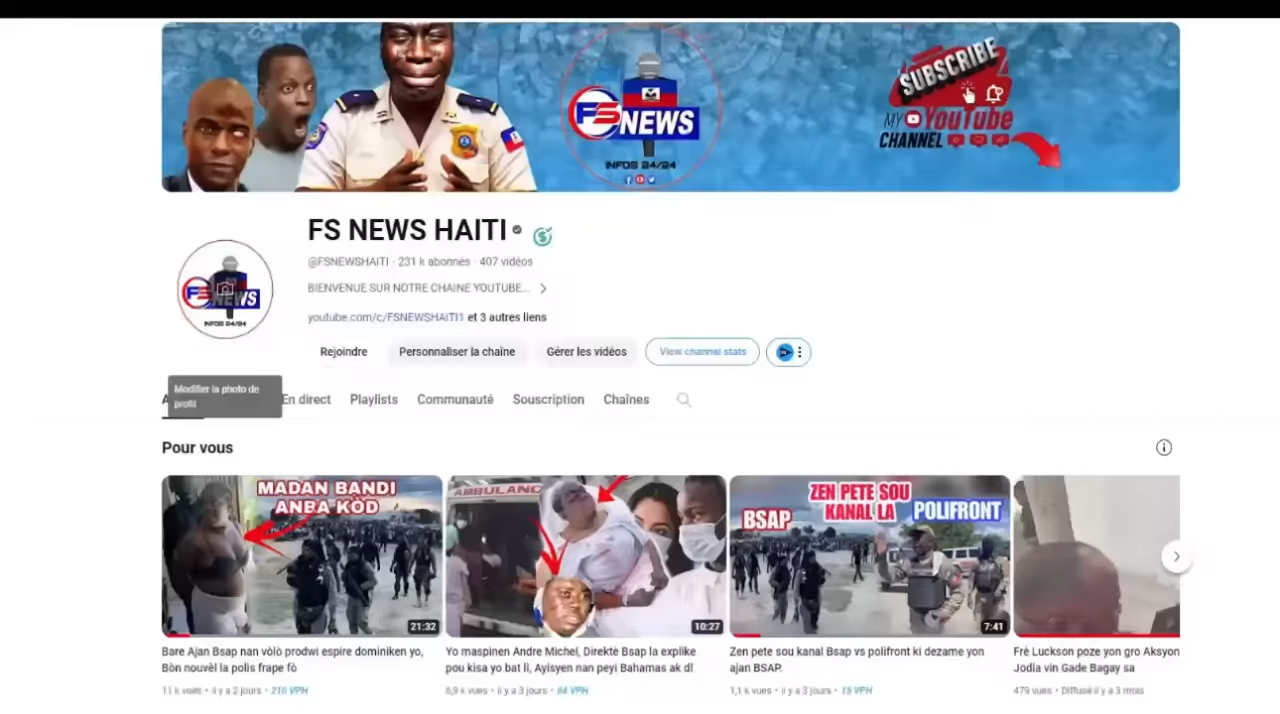 SUBSCRIBE
MY YouTube
CHANNEL
FS NEWS
INFOS 24/24
FS NEWS HAITI
@FSNEWSHAITI · 231 k abonnés · 407 vidéos
BIENVENUE SUR NOTRE CHAINE YOUTUBE...
youtube.com/c/FSNEWSHAITI1 et 3 autres liens
FS NEWS
INFOS 24/24
Rejoindre
Personnaliser la chaîne
Gérer les vidéos
View channel stats
Modifier la photo de
profil
A
En direct
Playlists
Communauté
Souscription
Chaînes
Pour vous
MADAN BANDI
ANBA KÒD
21:32
AMBULANC
10:27
ZEN PETE SOU
KANAL LA
BSAP
POLIFRONT
7:41
Bare Ajan Bsap nan vòlò prodwi espire dominiken yo,
Bòn nouvèl la polis frape fò
11 k vues · il y a 2 jours · 210 VPH
Yo maspinen Andre Michel, Direktè Bsap la explike
pou kisa yo bat li, Ayisyen nan peyi Bahamas ak dl
6,9 k vues · il y a 3 jours · 84 VPH
Zen pete sou kanal Bsap vs polifront ki dezame yon
ajan BSAP.
1,1 k vues · il y a 3 jours · 15 VPH
Frè Luckson poze yon gro Aksyon
Jodia vin Gade Bagay sa
479 vues · Diffusé il y a 3 mois